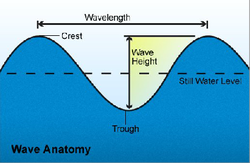 Wavelength
Crest
Wave
Height
Still Water Level
Trough
Wave Anatomy